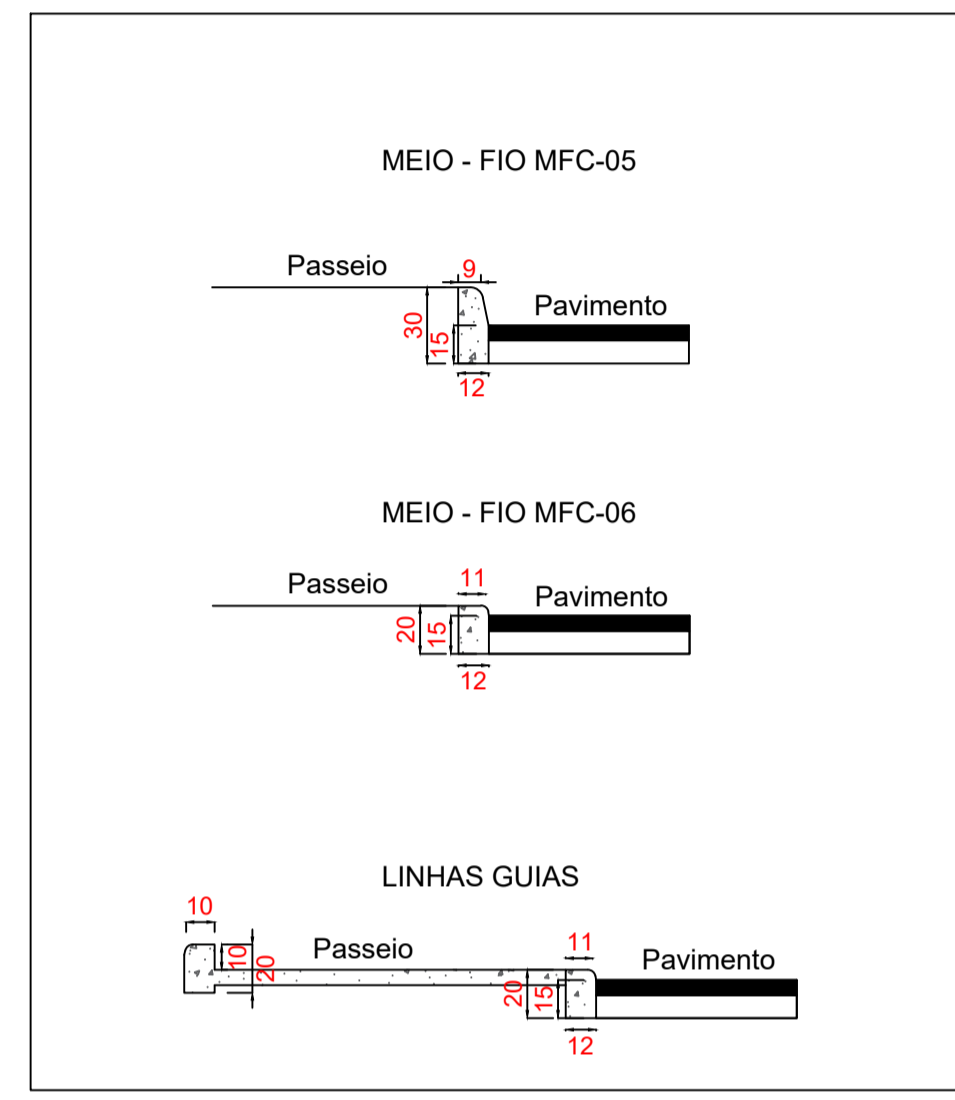 MEIO - FIO MFC-05
Passeio
9
Pavimento
30
15
12
MEIO - FIO MFC-06
Passeio
11
Pavimento
20
15
12
LINHAS GUIAS
10
Passeio
11
10
20
Pavimento
20
15
12